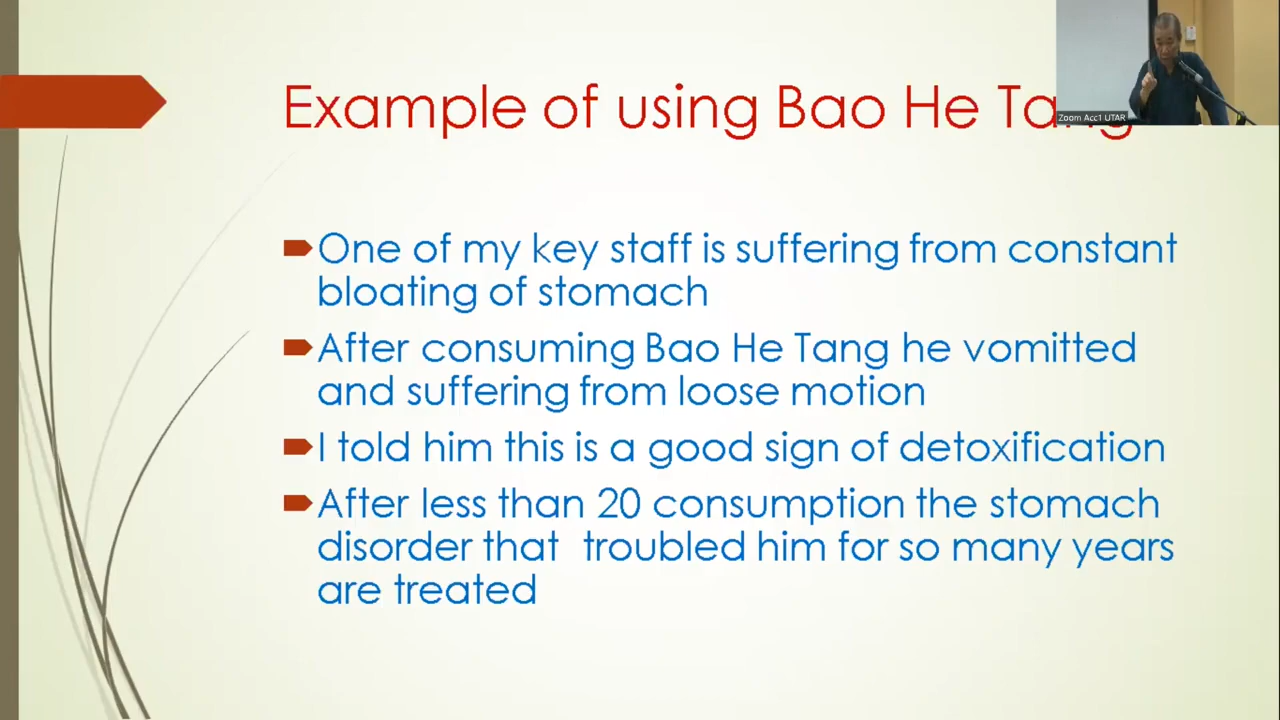 Example of using Bao He Tang
Zoom Acc1 UTAR
One of my key staff is suffering from constant
bloating of stomach
After consuming Bao He Tang he vomitted
and suffering from loose motion
I told him this is a good sign of detoxification
After less than 20 consumption the stomach
disorder that troubled him for so many years
are treated